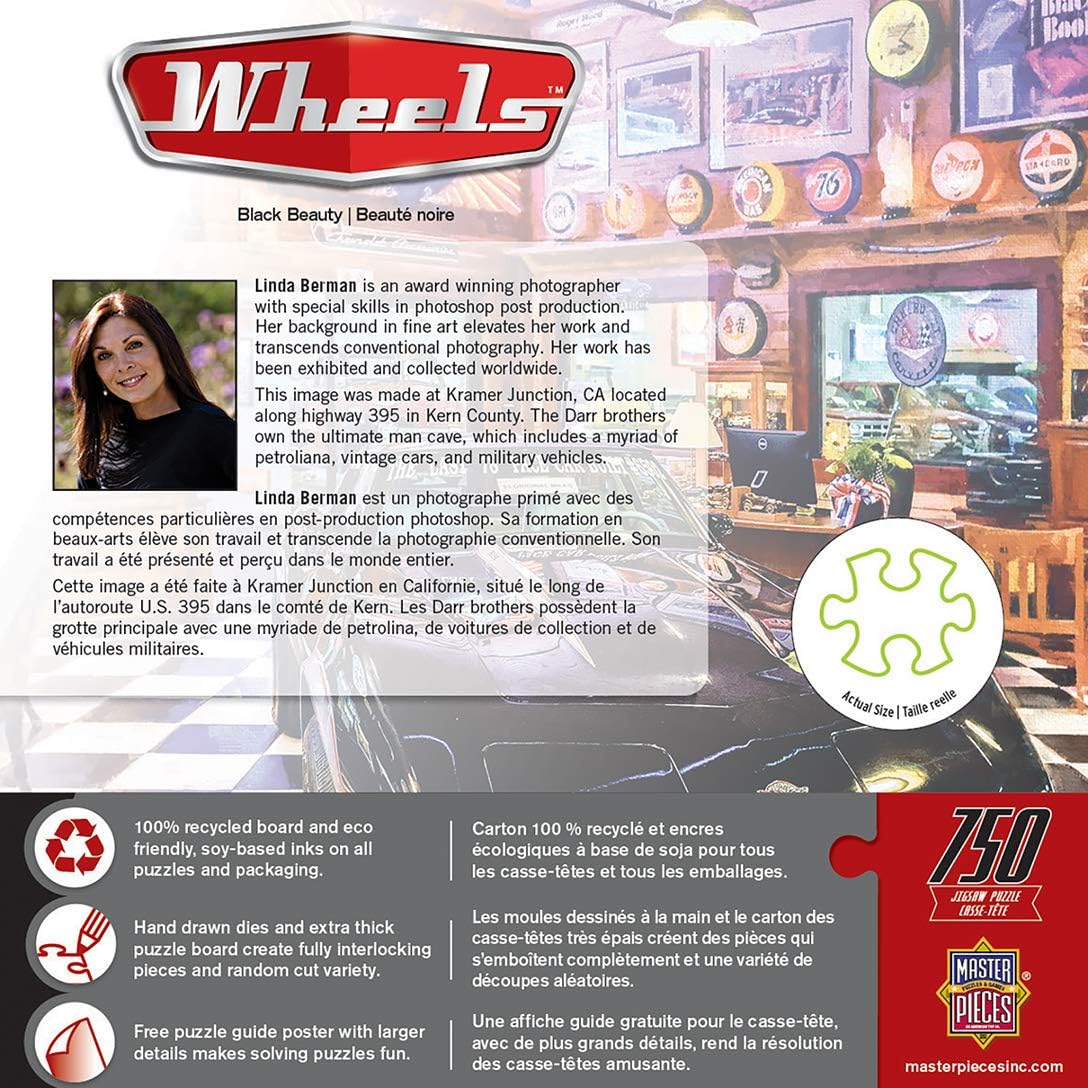 Roger Ward
Wheels™
Black Beauty | Beauté noire
76
STANDARD
Linda Berman is an award winning photographer
with special skills in photoshop post production.
Her background in fine art elevates her work and
transcends conventional photography. Her work has
been exhibited and collected worldwide.
This image was made at Kramer Junction, CA located
along highway 395 in Kern County. The Darr brothers
own the ultimate man cave, which includes a myriad of
petroliana, vintage cars, and military vehicles.
Linda Berman est un photographe primé avec des
compétences particulières en post-production photoshop. Sa formation en
beaux-arts élève son travail et transcende la photographie conventionnelle. Son
travail a été présenté et perçu dans le monde entier.
Cette image a été faite à Kramer Junction en Californie, situé le long de
l'autoroute U.S. 395 dans le comté de Kern. Les Darr brothers possèdent la
grotte principale avec une myriade de petrolina, de voitures de collection et de
véhicules militaires.
Actual Size | Taille reelle
100% recycled board and eco
friendly, soy-based inks on all
puzzles and packaging.
Carton 100 % recyclé et encres
écologiques à base de soja pour tous
les casse-têtes et tous les emballages.
Hand drawn dies and extra thick
puzzle board create fully interlocking
pieces and random cut variety.
Les moules dessinés à la main et le carton des
casse-têtes très épais créent des pièces qui
s'emboîtent complètement et une variété de
découpes aléatoires.
Free puzzle guide poster with larger
details makes solving puzzles fun.
Une affiche guide gratuite pour le casse-tête,
avec de plus grands détails, rend la résolution
des casse-têtes amusante.
750
JIGSAW PUZZLE
CASSE-TÊTE
MASTER
PUZZLES & GAMES
PIECES
®
masterpiecesinc.com